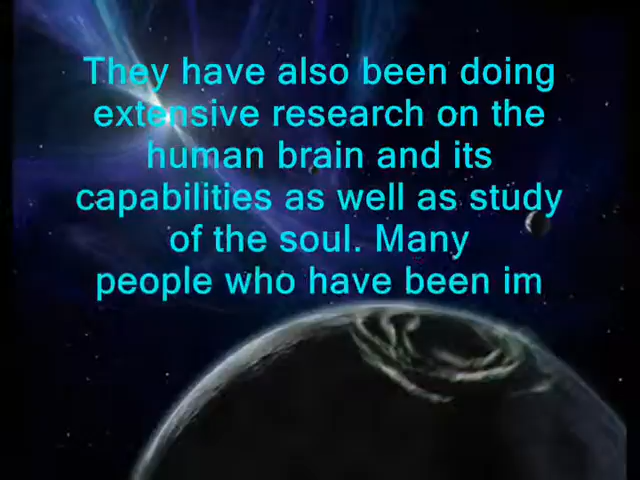 They have also been doing
extensive research on the
human brain and its
capabilities as well as study
of the soul. Many
people who have been im